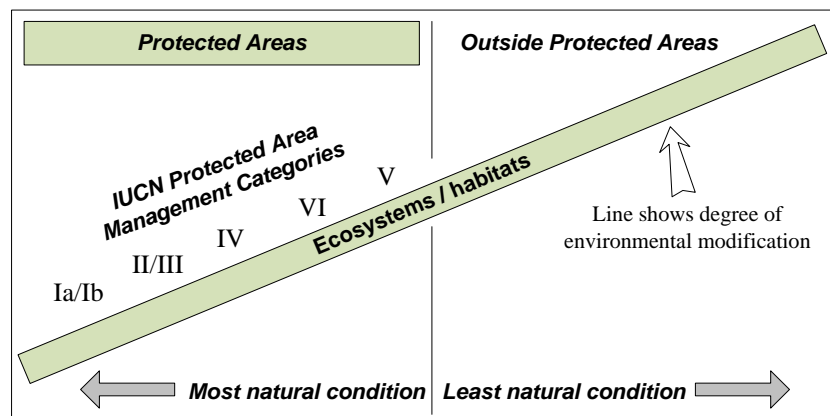 Protected Areas
Outside Protected Areas
IUCN Protected Area
Management Categories
Ia/Ib
II/III
IV
VI
V
Ecosystems / habitats
Line shows degree of
environmental modification
Most natural condition
Least natural condition